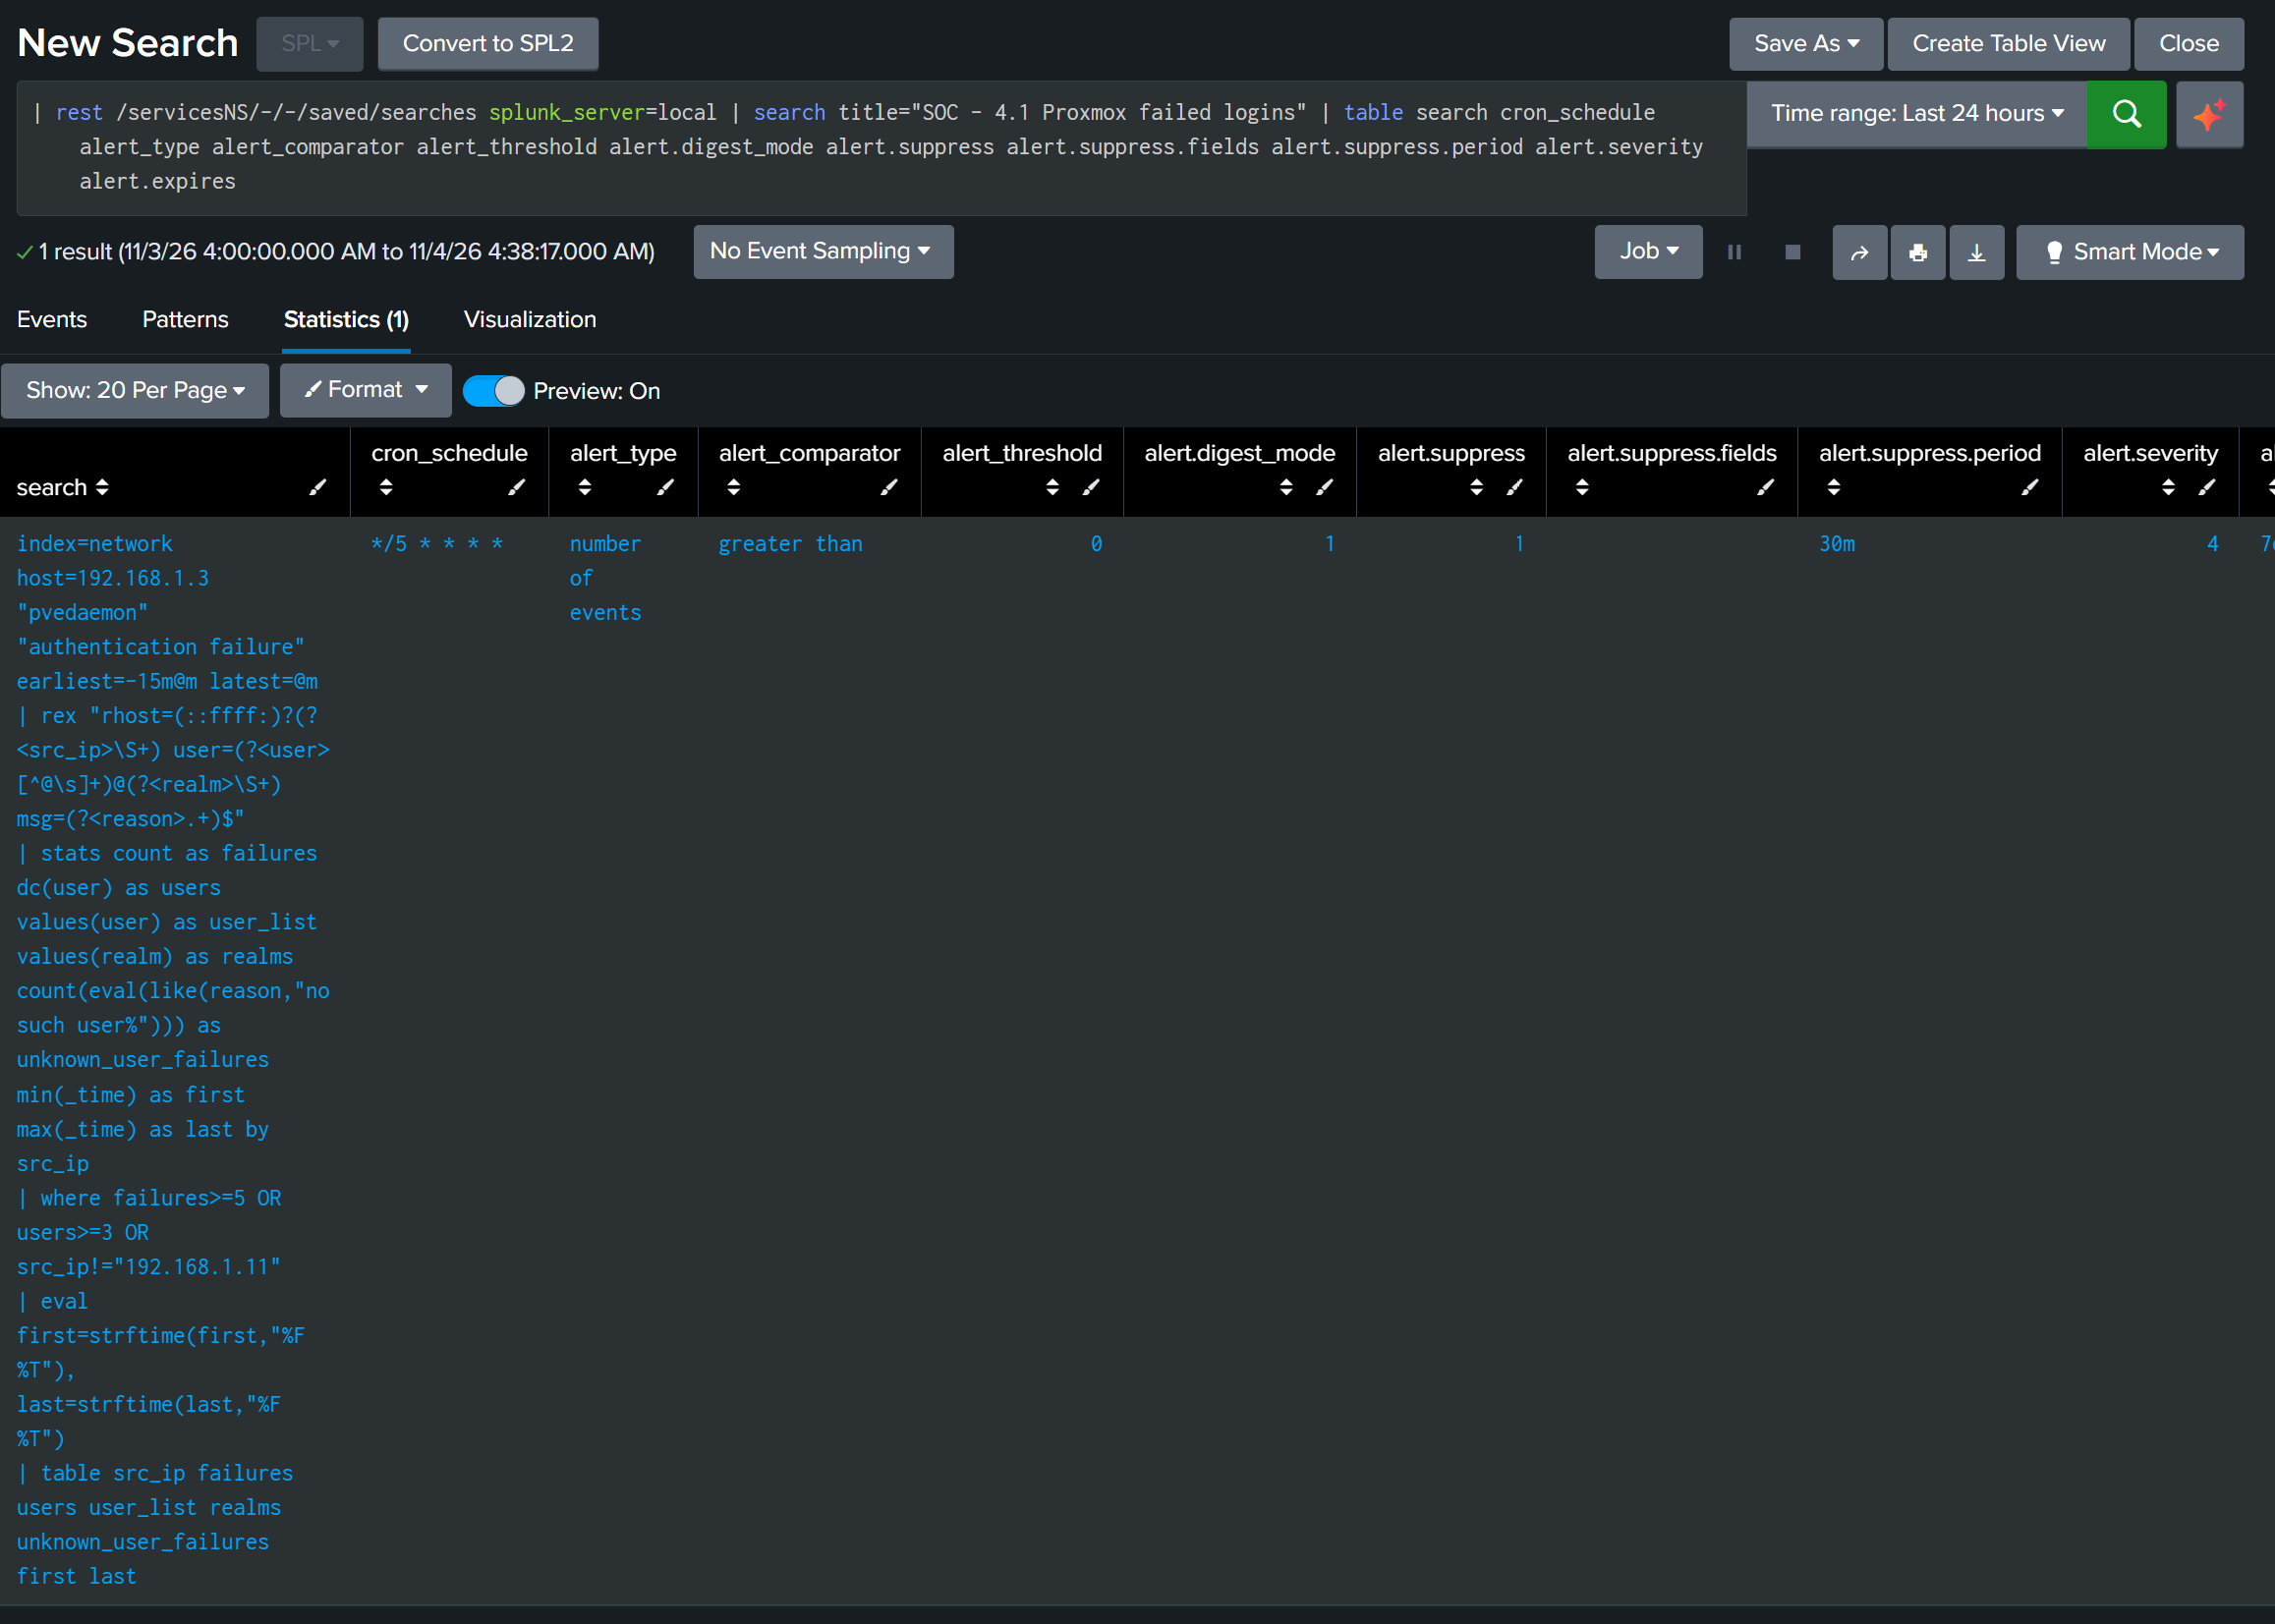 New Search SPL Convert to SPL2 Save As Create Table View Close
| rest /servicesNS/-/-/saved/searches splunk_server=local | search title="SOC - 4.1 Proxmox failed logins" | table search cron_schedule
alert_type alert_comparator alert_threshold alert.digest_mode alert.suppress alert.suppress.fields alert.suppress.period alert.severity
alert.expires
Time range: Last 24 hours
1 result (11/3/26 4:00:00.000 AM to 11/4/26 4:38:17.000 AM) No Event Sampling Job Smart Mode
Events Patterns Statistics (1) Visualization
Show: 20 Per Page Format Preview: On
search cron_schedule alert_type alert_comparator alert_threshold alert.digest_mode alert.suppress alert.suppress.fields alert.suppress.period alert.severity
index=network */5 * * * * number greater than 0 1 1 30m 4
host=192.168.1.3 of
"pvedaemon" events
"authentication failure"
earliest=-15m@m latest=@m
| rex "rhost=(::ffff:)?(?
<src_ip>\S+) user=(?<user>
[^@\s]+)@(?<realm>\S+)
msg=(?<reason>.+)$"
| stats count as failures
dc(user) as users
values(user) as user_list
values(realm) as realms
count(eval(like(reason,"no
such user%"))) as
unknown_user_failures
min(_time) as first
max(_time) as last by
src_ip
| where failures>=5 OR
users>=3 OR
src_ip!="192.168.1.11"
| eval
first=strftime(first,"%F
%T"),
last=strftime(last,"%F
%T")
| table src_ip failures
users user_list realms
unknown_user_failures
first last